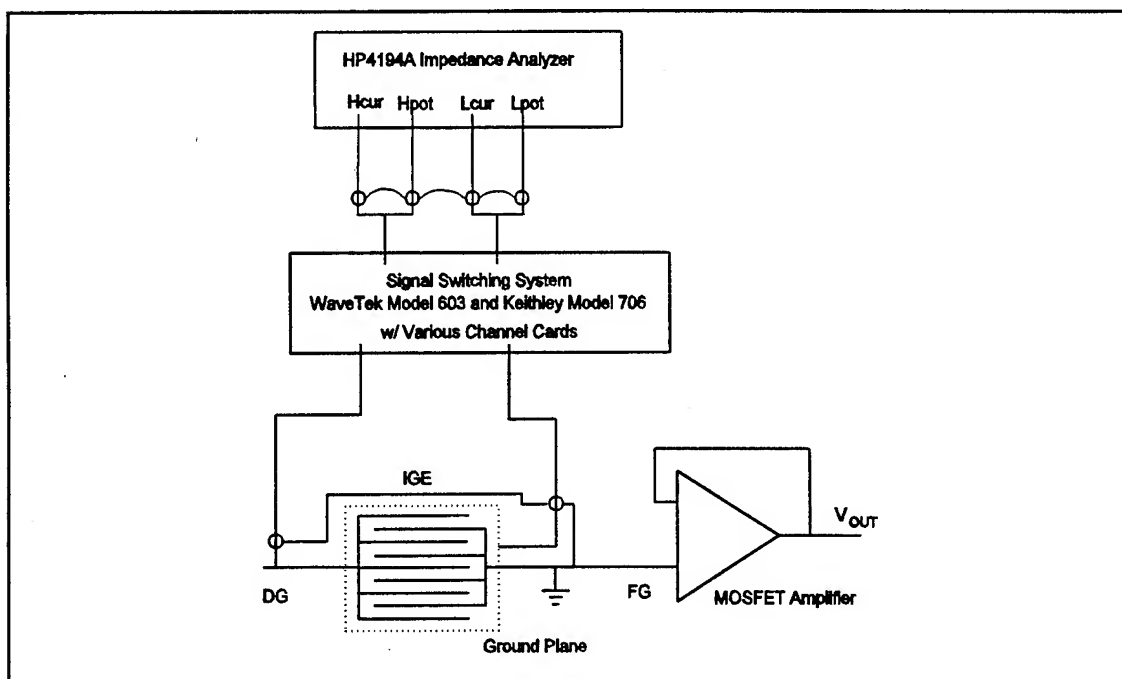 HP4194A Impedance Analyzer
Hcur Hpot Lcur Lpot
Signal Switching System
WaveTek Model 603 and Keithley Model 706
w/ Various Channel Cards
IGE
VOUT
DG
FG
MOSFET Amplifier
Ground Plane